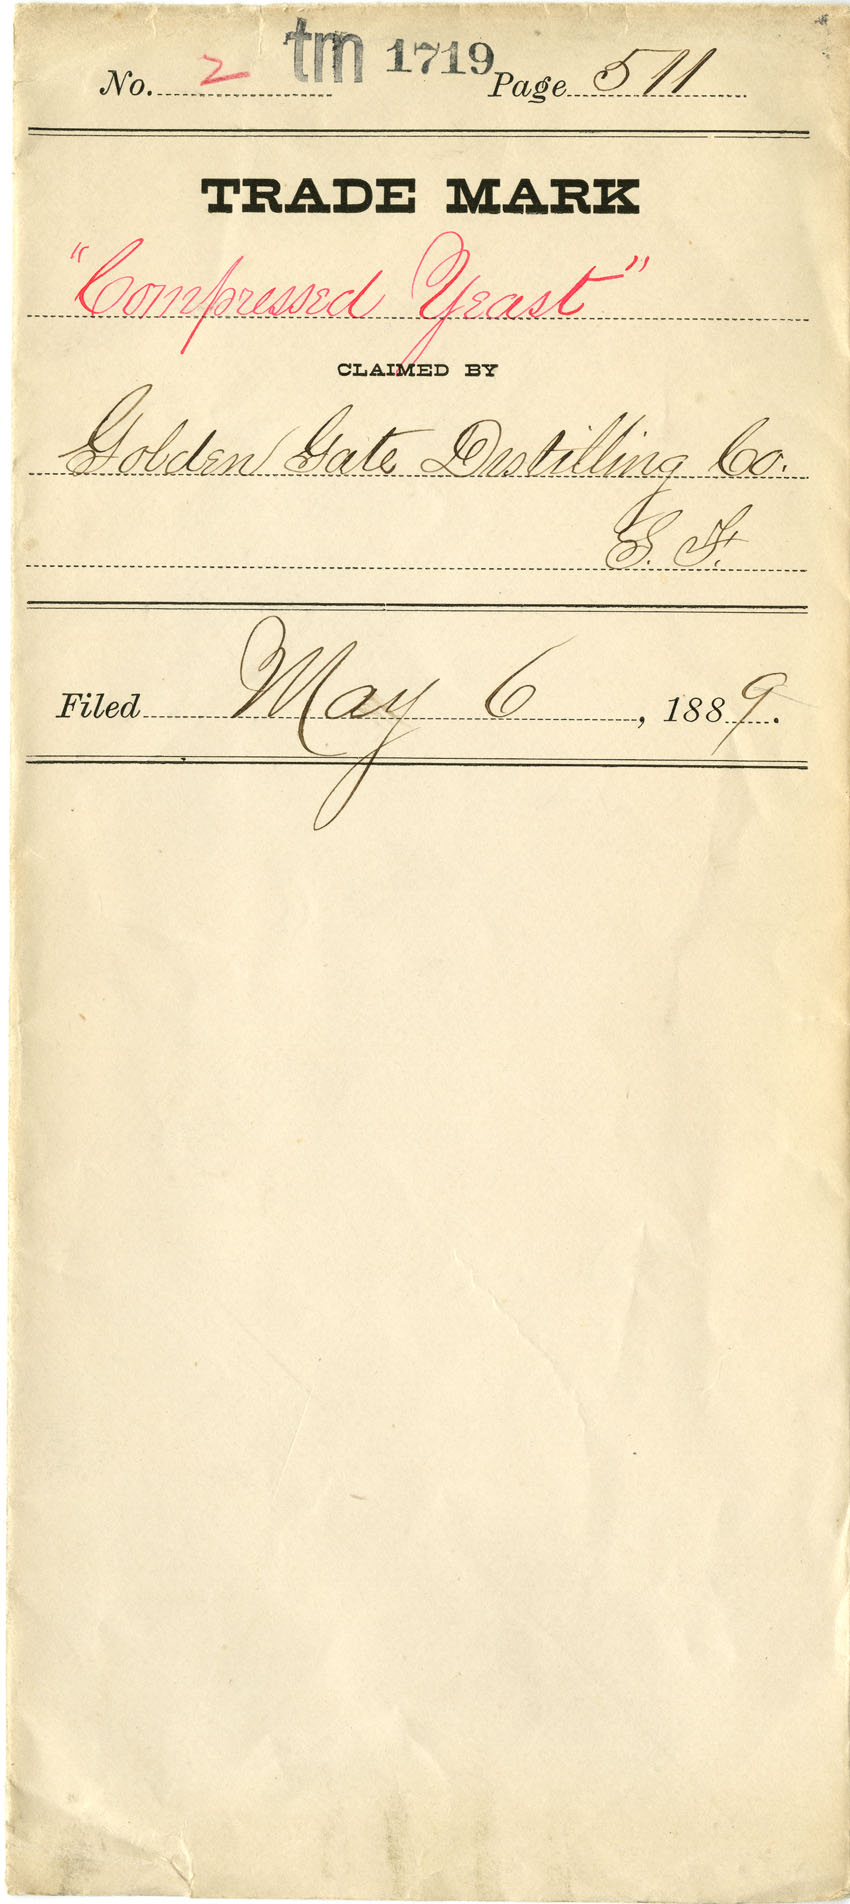 No. 2 tm 1719 Page 511
TRADE MARK
"Compressed Yeast"
CLAIMED BY
Golden Gate Distilling Co.
S. F.
Filed May 6, 1889.